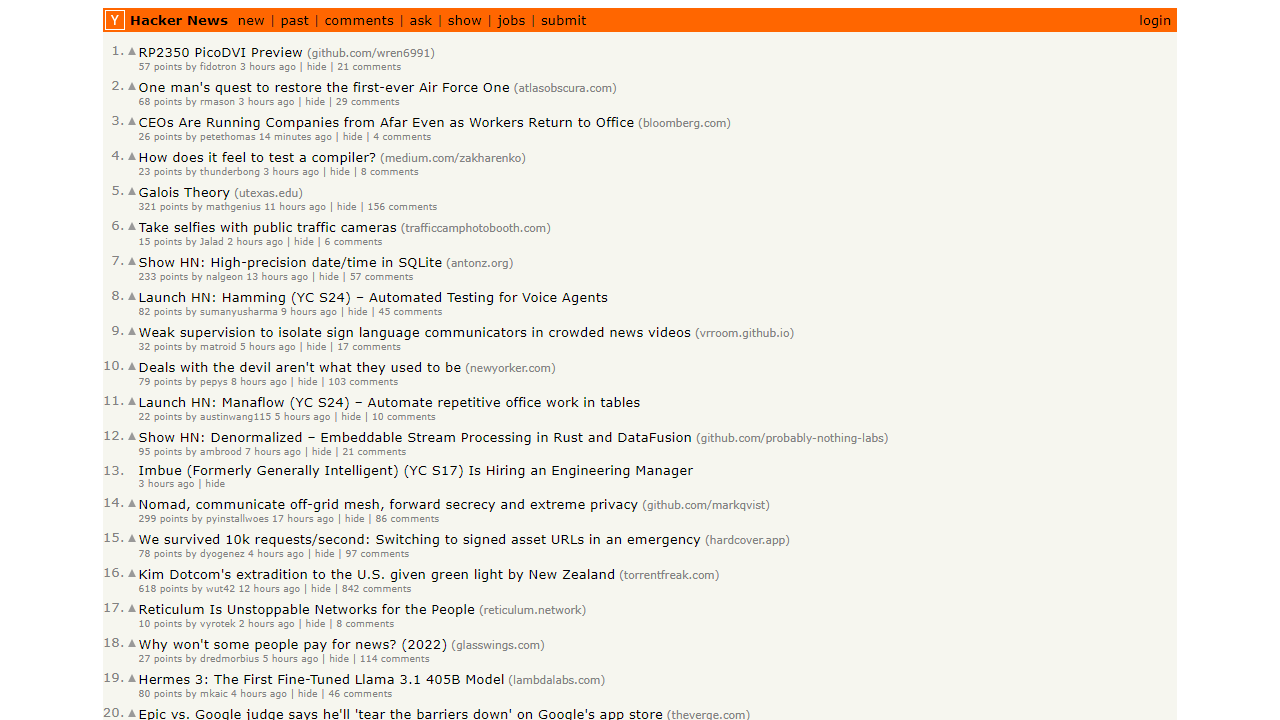 Y Hacker News new | past | comments | ask | show | jobs | submit login
1. RP2350 PicoDVI Preview (github.com/wren6991)
57 points by fidotron 3 hours ago | hide | 21 comments
2. One man's quest to restore the first-ever Air Force One (atlasobscura.com)
68 points by rmason 3 hours ago | hide | 29 comments
3. CEOs Are Running Companies from Afar Even as Workers Return to Office (bloomberg.com)
26 points by petethomas 14 minutes ago | hide | 4 comments
4. How does it feel to test a compiler? (medium.com/zakharenko)
23 points by thunderbong 3 hours ago | hide | 8 comments
5. Galois Theory (utexas.edu)
321 points by mathgenius 11 hours ago | hide | 156 comments
6. Take selfies with public traffic cameras (trafficcamphotobooth.com)
15 points by Jalad 2 hours ago | hide | 6 comments
7. Show HN: High-precision date/time in SQLite (antonz.org)
233 points by nalgeon 13 hours ago | hide | 57 comments
8. Launch HN: Hamming (YC S24) – Automated Testing for Voice Agents
82 points by sumanyusharma 9 hours ago | hide | 45 comments
9. Weak supervision to isolate sign language communicators in crowded news videos (vrroom.github.io)
32 points by matroid 5 hours ago | hide | 17 comments
10. Deals with the devil aren't what they used to be (newyorker.com)
79 points by pepys 8 hours ago | hide | 103 comments
11. Launch HN: Manaflow (YC S24) – Automate repetitive office work in tables
22 points by austinwang115 5 hours ago | hide | 10 comments
12. Show HN: Denormalized – Embeddable Stream Processing in Rust and DataFusion (github.com/probably-nothing-labs)
95 points by ambrood 7 hours ago | hide | 21 comments
13. Imbue (Formerly Generally Intelligent) (YC S17) Is Hiring an Engineering Manager
3 hours ago | hide
14. Nomad, communicate off-grid mesh, forward secrecy and extreme privacy (github.com/markqvist)
299 points by pyinstallwoes 17 hours ago | hide | 86 comments
15. We survived 10k requests/second: Switching to signed asset URLs in an emergency (hardcover.app)
78 points by dyogenez 4 hours ago | hide | 97 comments
16. Kim Dotcom's extradition to the U.S. given green light by New Zealand (torrentfreak.com)
618 points by wut42 12 hours ago | hide | 842 comments
17. Reticulum Is Unstoppable Networks for the People (reticulum.network)
10 points by vyrotek 2 hours ago | hide | 8 comments
18. Why won't some people pay for news? (2022) (glasswings.com)
27 points by dredmorbius 5 hours ago | hide | 114 comments
19. Hermes 3: The First Fine-Tuned Llama 3.1 405B Model (lambdalabs.com)
80 points by mkaic 4 hours ago | hide | 46 comments
20. Epic vs. Google judge says he'll 'tear the barriers down' on Google's app store (theverge.com)